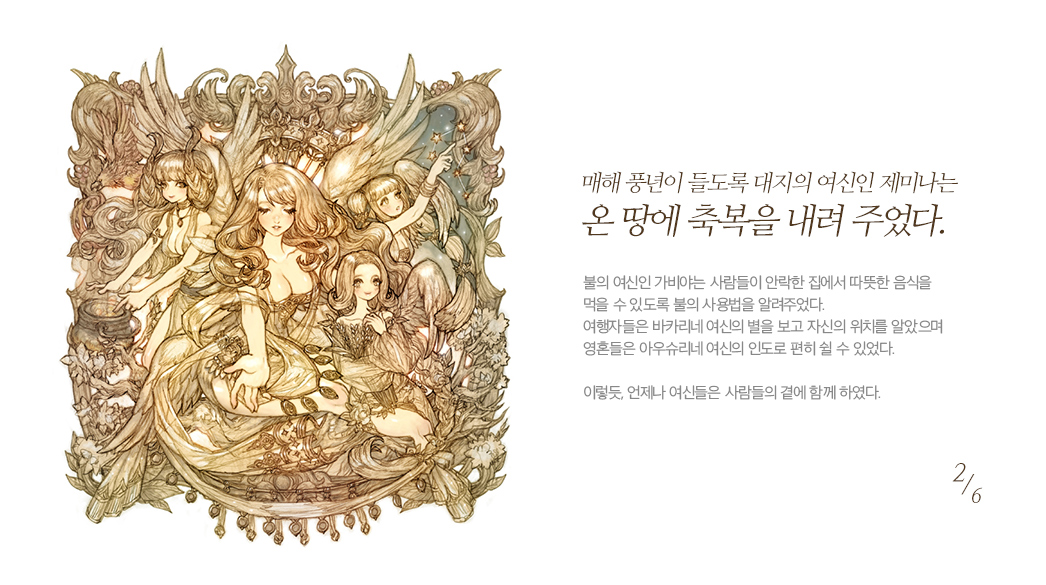 매해 풍년이 들도록 대지의 여신인 제미나는
온 땅에 축복을 내려 주었다.
불의 여신인 가비야는 사람들이 안락한 집에서 따뜻한 음식을
먹을 수 있도록 불의 사용법을 알려주었다.
여행자들은 바카리네 여신의 별을 보고 자신의 위치를 알았으며
영혼들은 아우슈리네 여신의 인도로 편히 쉴 수 있었다.
이렇듯, 언제나 여신들은 사람들의 곁에 함께 하였다.
2/6